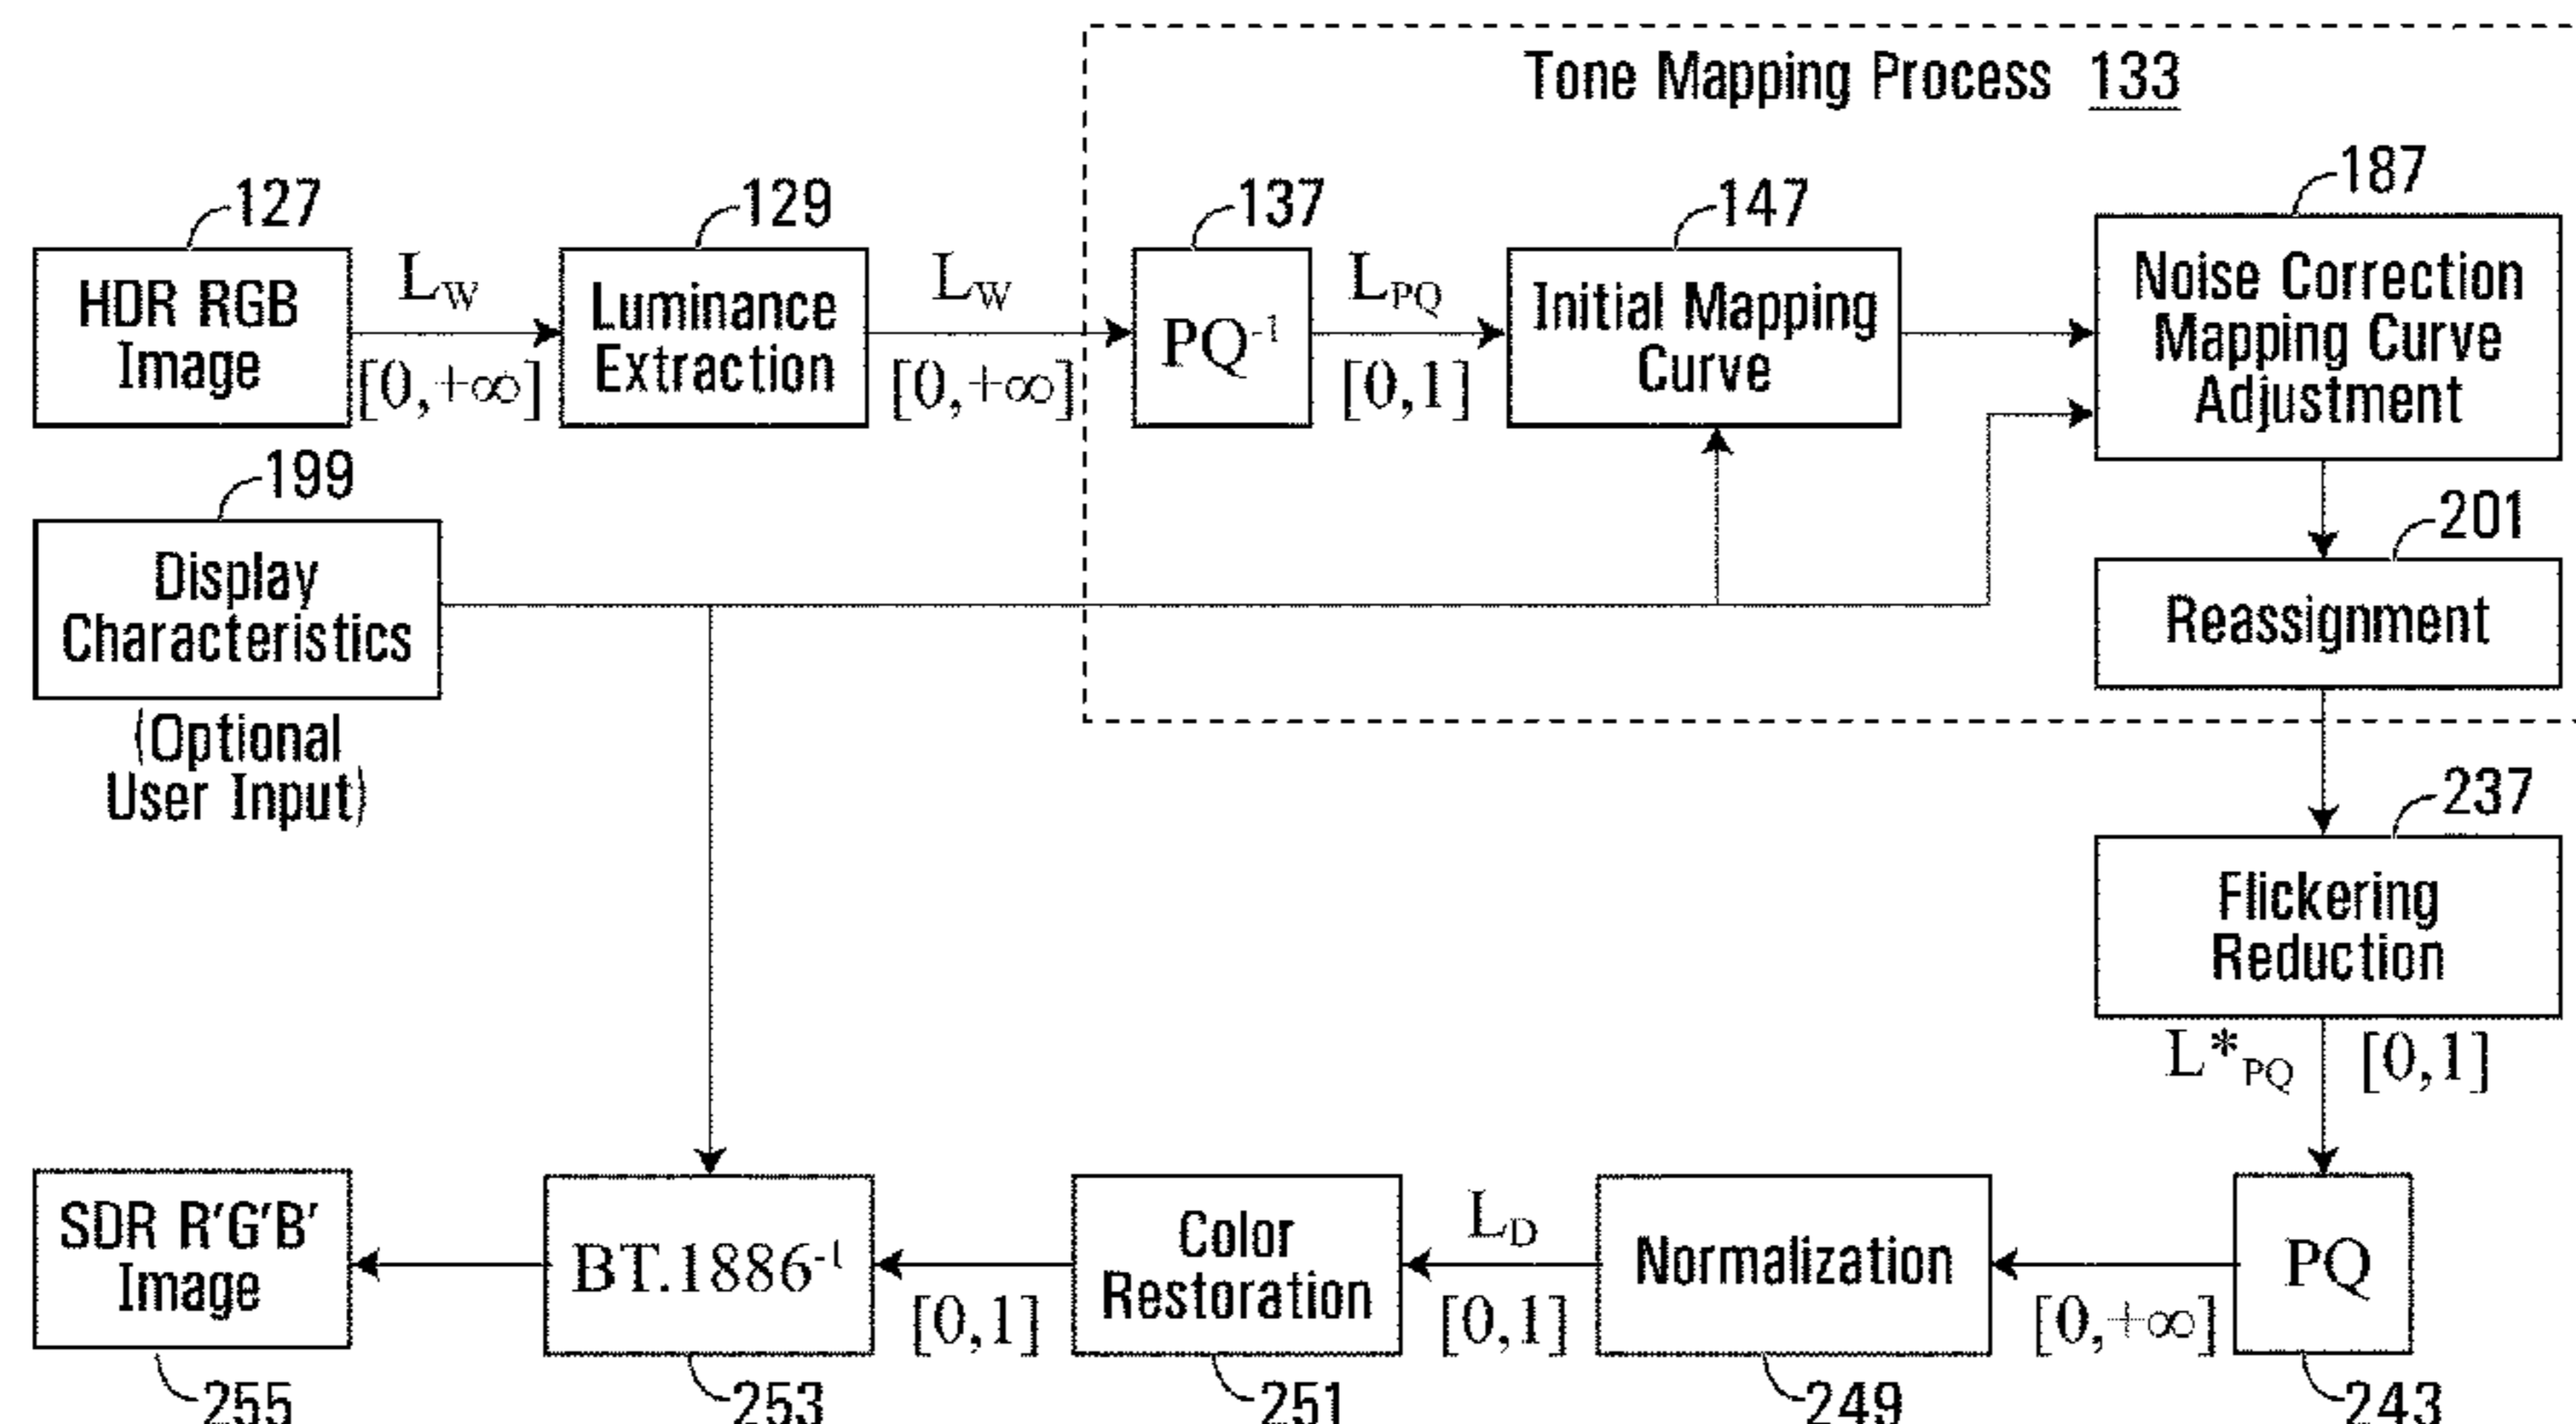 Tone Mapping Process 133
127
129
137
147
187
HDR RGB
Image
L_W
[0,+∞]
Luminance
Extraction
L_W
[0,+∞]
PQ⁻¹
L_PQ
[0,1]
Initial Mapping
Curve
Noise Correction
Mapping Curve
Adjustment
199
Display
Characteristics
(Optional
User Input)
201
Reassignment
237
Flickering
Reduction
L*_PQ
[0,1]
SDR R'G'B'
Image
255
BT.1886⁻¹
253
[0,1]
Color
Restoration
251
L_D
[0,1]
Normalization
249
[0,+∞]
PQ
243